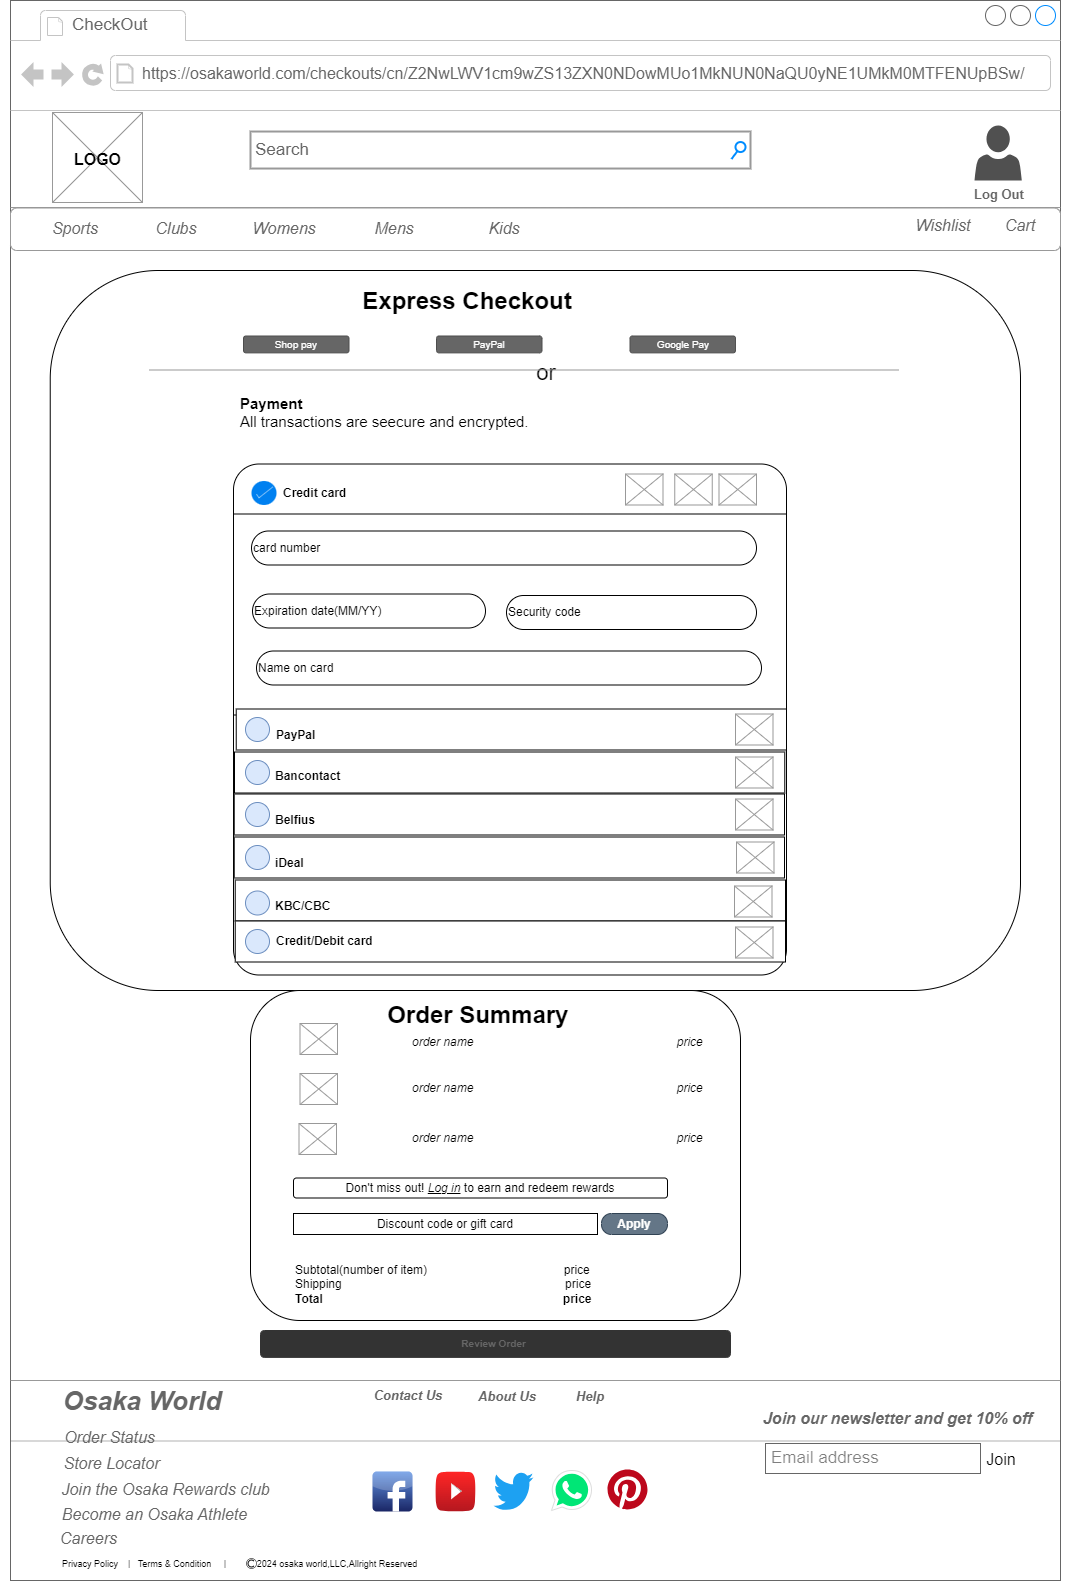 CheckOut
https://osakaworld.com/checkouts/cn/Z2NwLWV1cm9wZS13ZXN0NDowMUo1MkNUN0NaQU0yNE1UMkM0MTFENUpBSw/
LOGO
Search
Log Out
Sports Clubs Womens Mens Kids Wishlist Cart
Express Checkout
Shop pay PayPal Google Pay
or
Payment
All transactions are seecure and encrypted.
Credit card
card number
Expiration date(MM/YY) Security code
Name on card
PayPal
Bancontact
Belfius
iDeal
KBC/CBC
Credit/Debit card
Order Summary
order name price
order name price
order name price
Don't miss out! Log in to earn and redeem rewards
Discount code or gift card Apply
Subtotal(number of item) price
Shipping price
Total price
Review Order
Osaka World Contact Us About Us Help
Join our newsletter and get 10% off
Order Status
Email address Join
Store Locator
Join the Osaka Rewards club
Become an Osaka Athlete
Careers
Privacy Policy | Terms & Condition | ©2024 osaka world,LLC,Allright Reserved